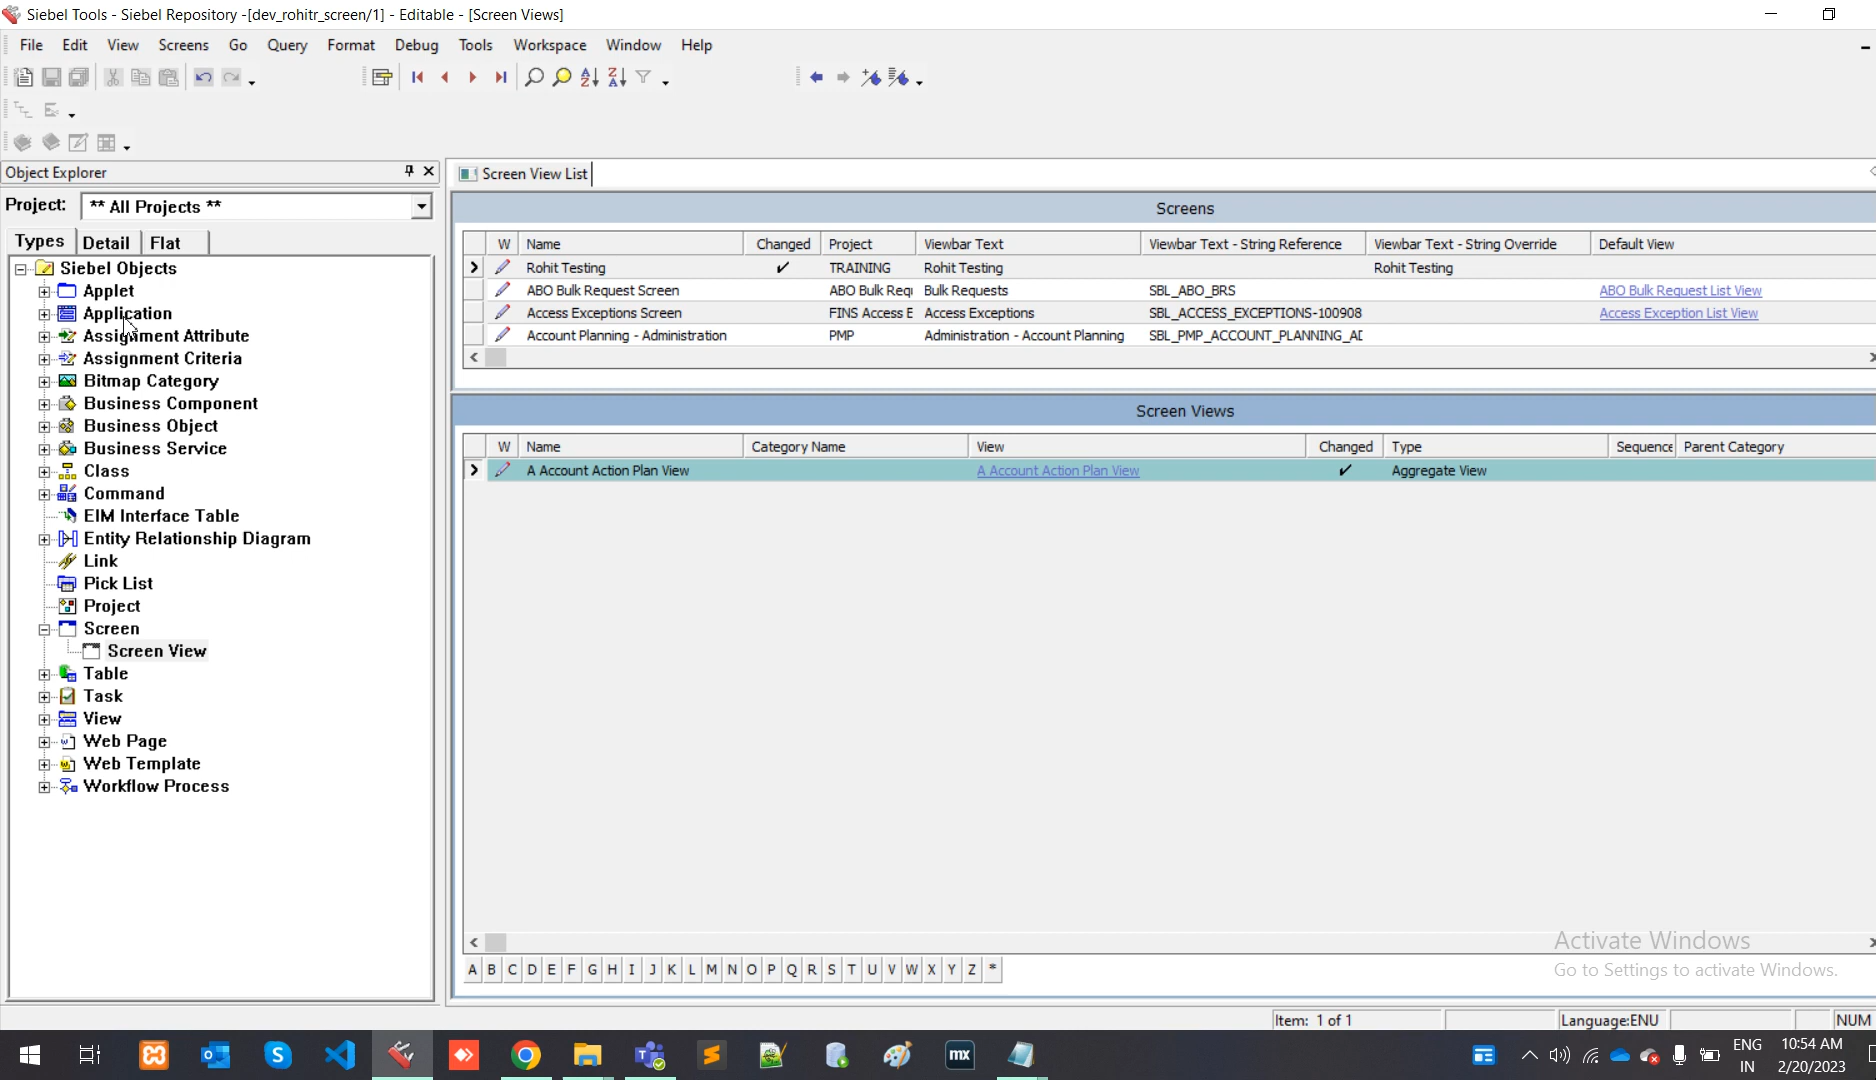 Siebel Tools - Siebel Repository -[dev_rohitr_screen/1] - Editable - [Screen Views]
File Edit View Screens Go Query Format Debug Tools Workspace Window Help
Object Explorer
Project: ** All Projects **
Types Detail Flat
Siebel Objects
Applet
Application
Assignment Attribute
Assignment Criteria
Bitmap Category
Business Component
Business Object
Business Service
Class
Command
EIM Interface Table
Entity Relationship Diagram
Link
Pick List
Project
Screen
Screen View
Table
Task
View
Web Page
Web Template
Workflow Process
Screen View List
Screens
W Name Changed Project Viewbar Text Viewbar Text - String Reference Viewbar Text - String Override Default View
Rohit Testing TRAINING Rohit Testing Rohit Testing
ABO Bulk Request Screen ABO Bulk Requ Bulk Requests SBL_ABO_BRS ABO Bulk Request List View
Access Exceptions Screen FINS Access E Access Exceptions SBL_ACCESS_EXCEPTIONS-100908 Access Exception List View
Account Planning - Administration PMP Administration - Account Planning SBL_PMP_ACCOUNT_PLANNING_AD
Screen Views
W Name Category Name View Changed Type Sequence Parent Category
A Account Action Plan View A Account Action Plan View Aggregate View
A B C D E F G H I J K L M N O P Q R S T U V W X Y Z *
Activate Windows
Go to Settings to activate Windows.
Item: 1 of 1 Language:ENU NUM
mx
ENG
IN
10:54 AM
2/20/2023